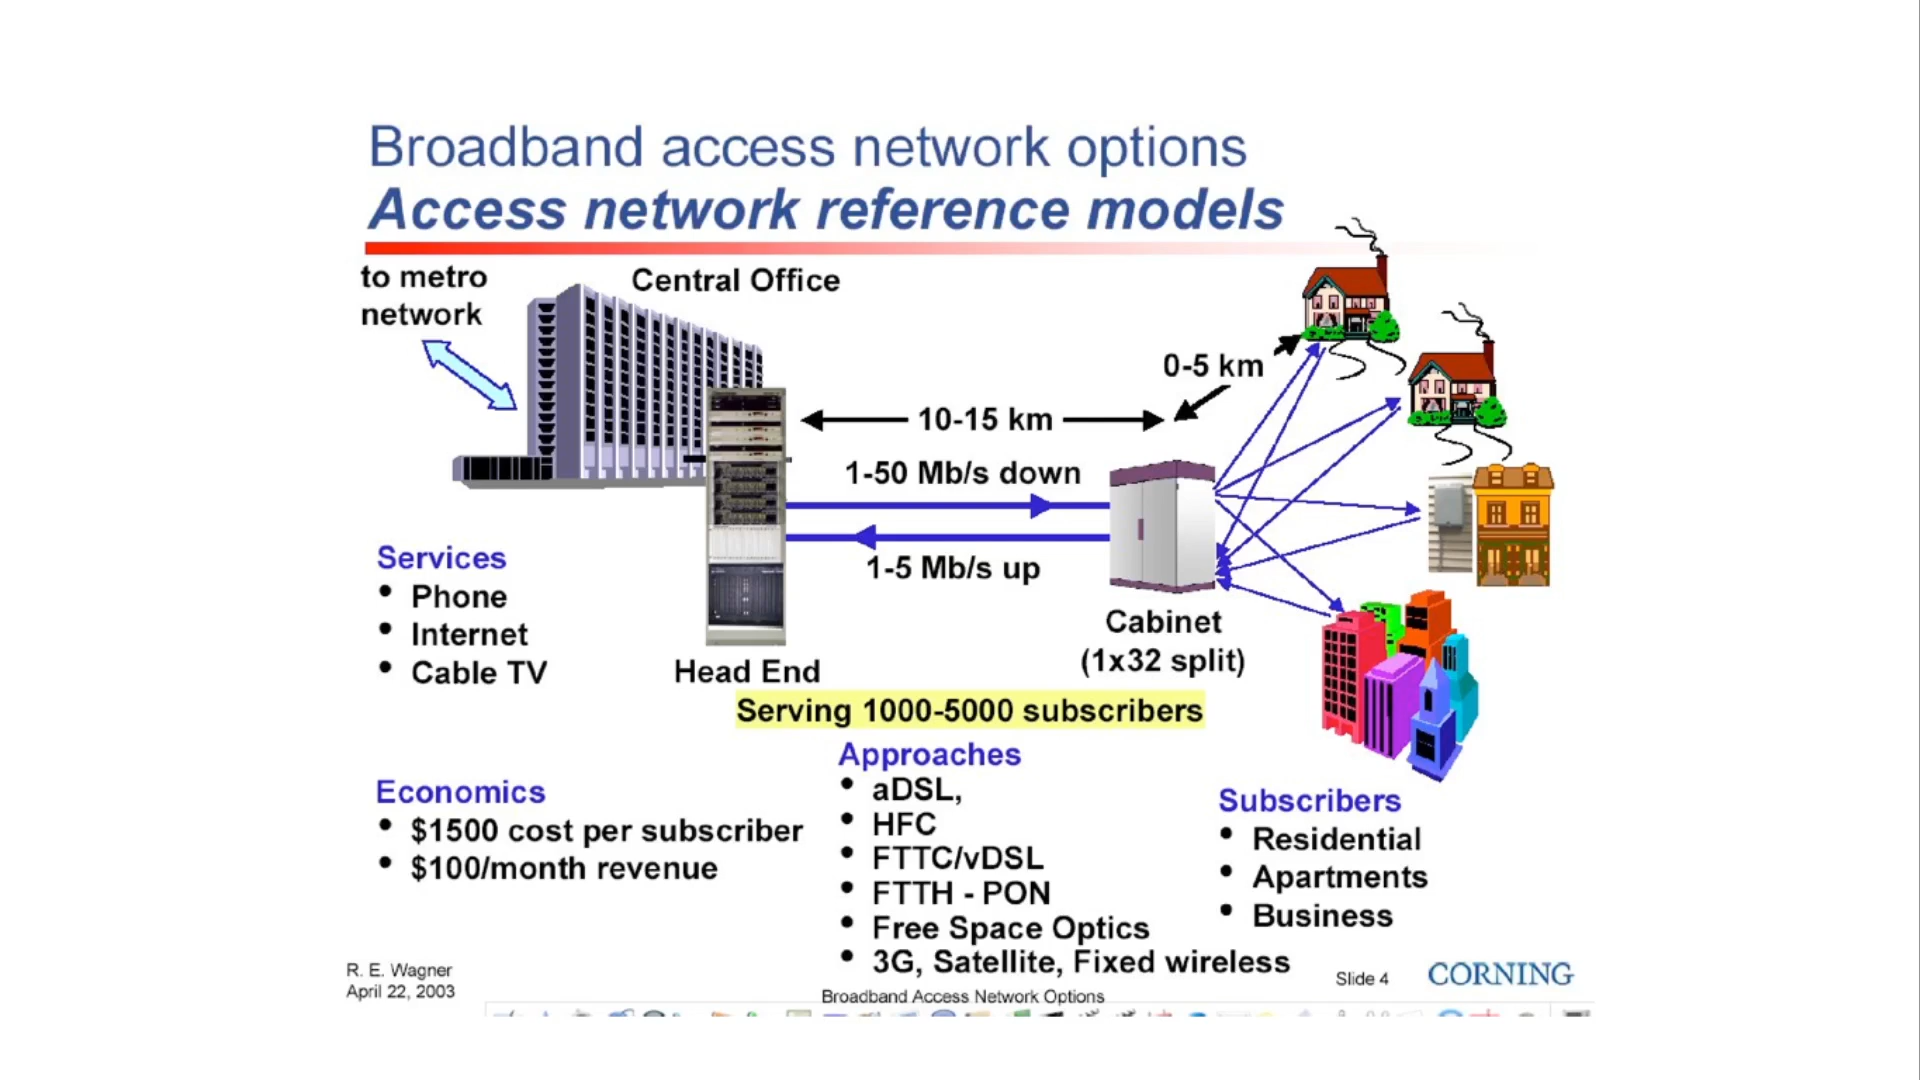 Broadband access network options
Access network reference models
to metro
network
Central Office
0-5 km
10-15 km
1-50 Mb/s down
1-5 Mb/s up
Services
• Phone
• Internet
• Cable TV
Head End
Cabinet
(1x32 split)
Serving 1000-5000 subscribers
Economics
• $1500 cost per subscriber
• $100/month revenue
Approaches
• aDSL,
• HFC
• FTTC/vDSL
• FTTH - PON
• Free Space Optics
• 3G, Satellite, Fixed wireless
Subscribers
• Residential
• Apartments
• Business
R. E. Wagner
April 22, 2003
Broadband Access Network Options
Slide 4
CORNING